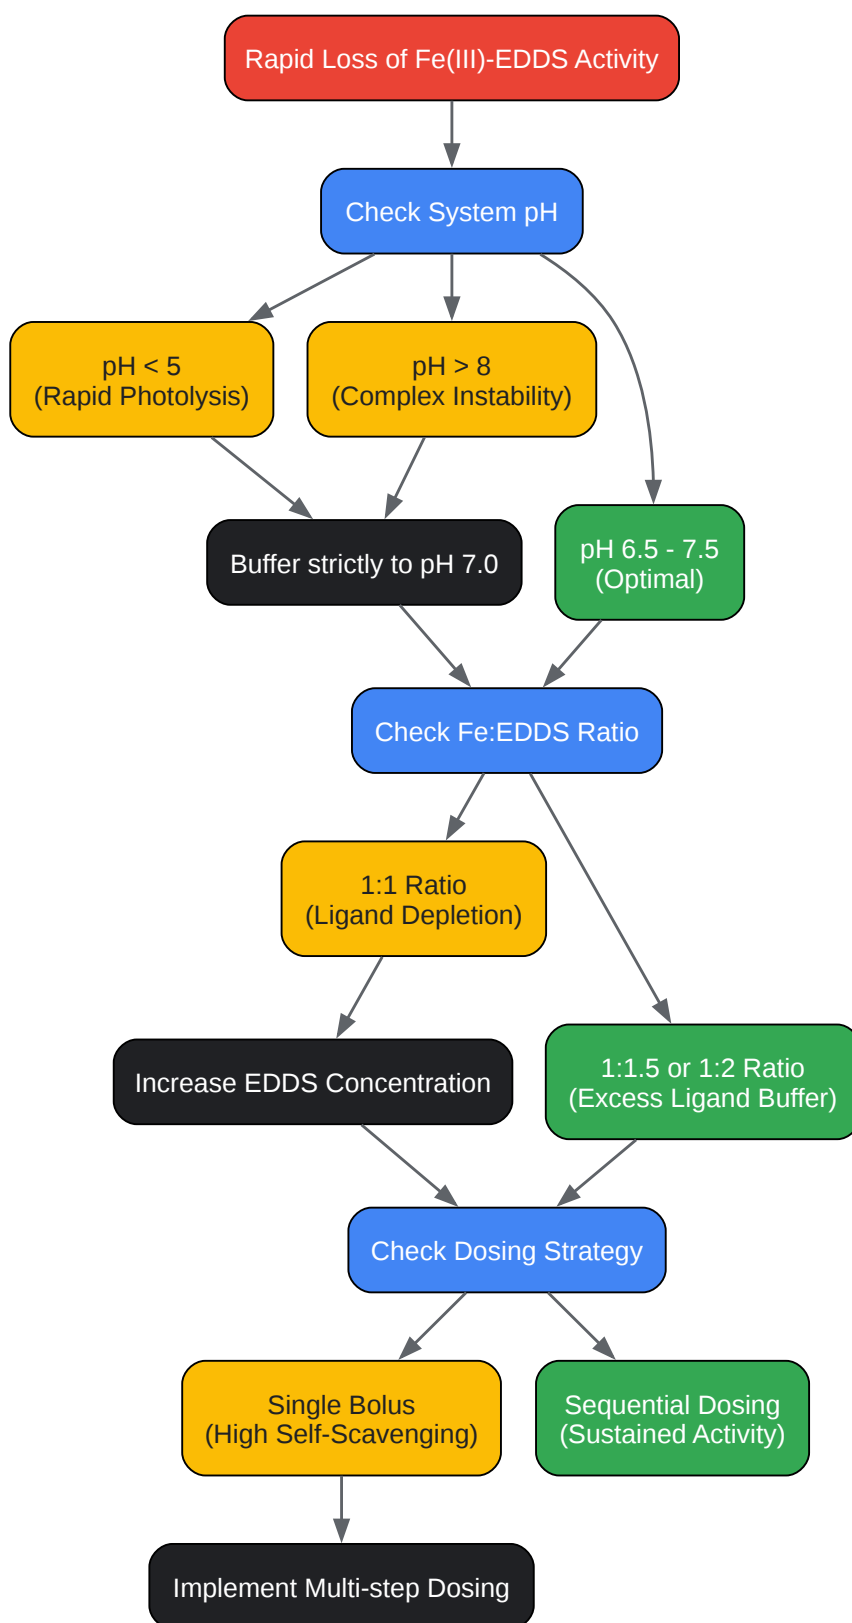 Rapid Loss of Fe(III)-EDDS Activity
Check System pH
pH < 5
(Rapid Photolysis)
pH > 8
(Complex Instability)
Buffer strictly to pH 7.0
pH 6.5 - 7.5
(Optimal)
Check Fe:EDDS Ratio
1:1 Ratio
(Ligand Depletion)
Increase EDDS Concentration
1:1.5 or 1:2 Ratio
(Excess Ligand Buffer)
Check Dosing Strategy
Single Bolus
(High Self-Scavenging)
Sequential Dosing
(Sustained Activity)
Implement Multi-step Dosing